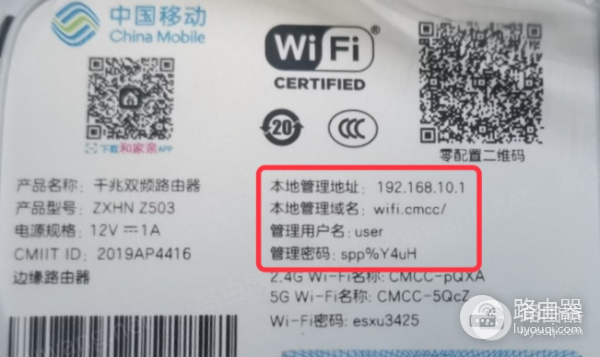 中国移动
China Mobile
WiFi
CERTIFIED
20
CCC
下载和家亲APP
零配置二维码
产品名称：千兆双频路由器
产品型号：ZXHN Z503
电源规格：12V⎓1A
CMIIT ID：2019AP4416
边缘路由器
本地管理地址：192.168.10.1
本地管理域名：wifi.cmcc/
管理用户名：user
管理密码：spp%Y4uH
2.4G Wi-Fi名称：CMCC-pQXA
5G Wi-Fi名称：CMCC-5QcZ
Wi-Fi密码：esxu3425
路由器
luyouqi.com